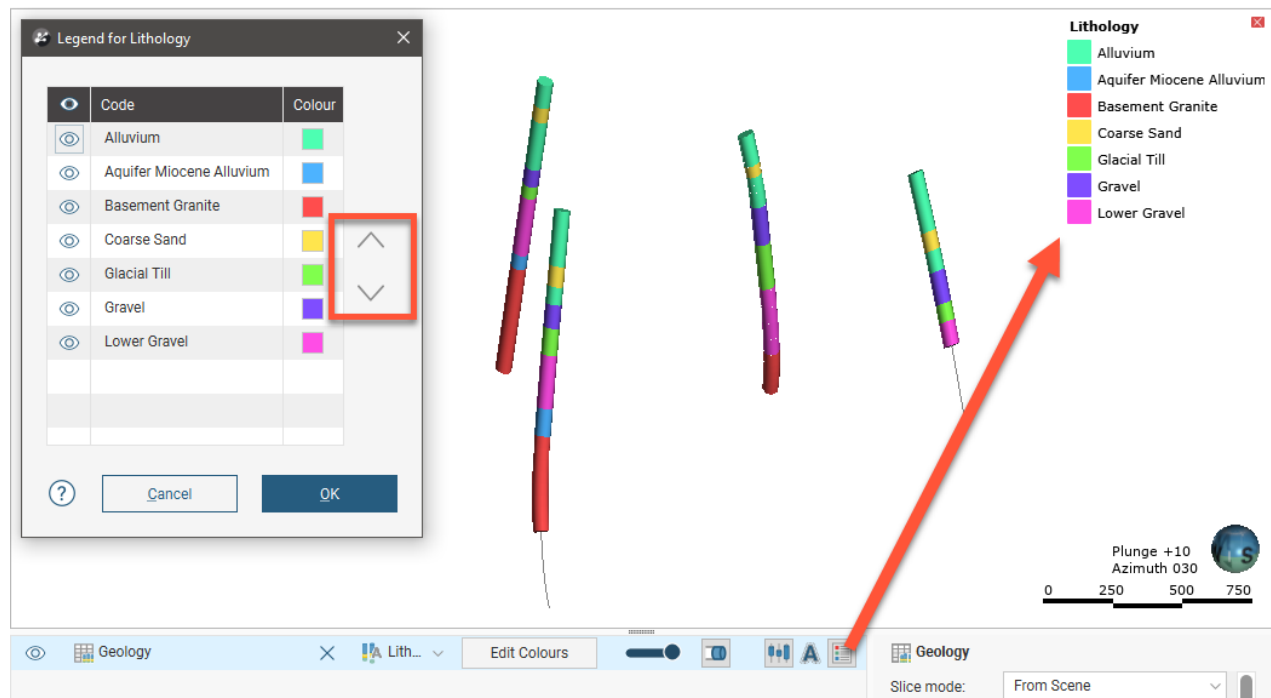 Legend for Lithology
Code Colour
Alluvium
Aquifer Miocene Alluvium
Basement Granite
Coarse Sand
Glacial Till
Gravel
Lower Gravel
? Cancel OK
Lithology
Alluvium
Aquifer Miocene Alluvium
Basement Granite
Coarse Sand
Glacial Till
Gravel
Lower Gravel
S
Plunge +10
Azimuth 030
0 250 500 750
Geology Lith... Edit Colours A
Geology
Slice mode: From Scene